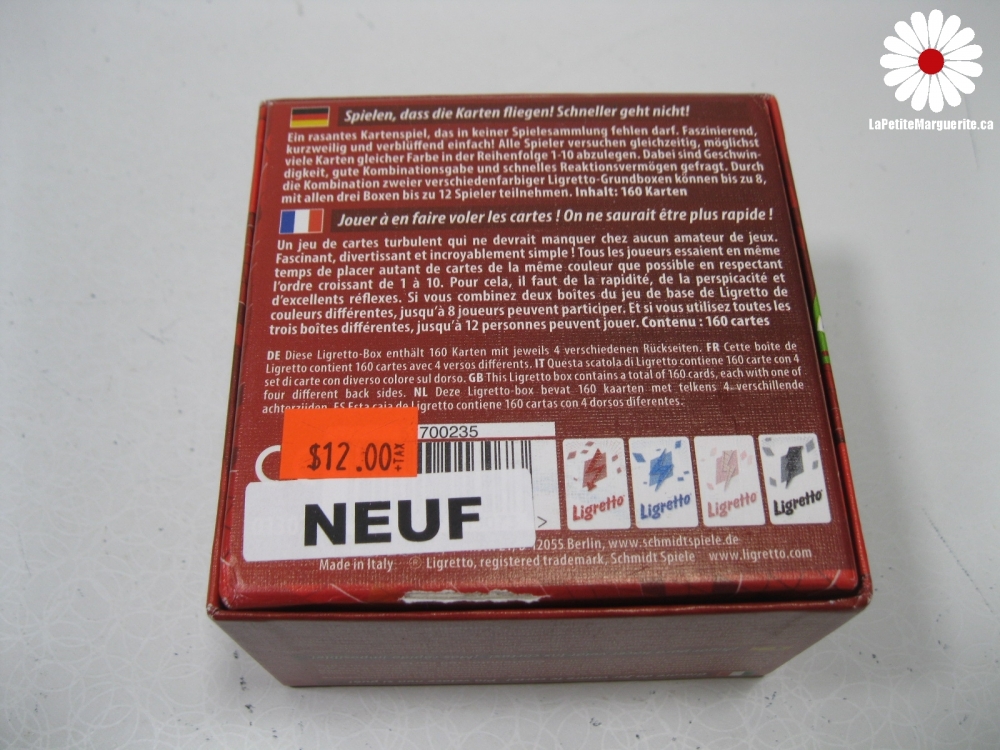 LaPetiteMarguerite.ca
Spielen, dass die Karten fliegen! Schneller geht nicht!
Ein rasantes Kartenspiel, das in keiner Spielesammlung fehlen darf. Faszinierend,
kurzweilig und verblüffend einfach! Alle Spieler versuchen gleichzeitig, möglichst
viele Karten gleicher Farbe in der Reihenfolge 1-10 abzulegen. Dabei sind Geschwin-
digkeit, gute Kombinationsgabe und schnelles Reaktionsvermögen gefragt. Durch
die Kombination zweier verschiedenfarbiger Ligretto-Grundboxen können bis zu 8,
mit allen drei Boxen bis zu 12 Spieler teilnehmen. Inhalt: 160 Karten
Jouer à en faire voler les cartes ! On ne saurait être plus rapide !
Un jeu de cartes turbulent qui ne devrait manquer chez aucun amateur de jeux.
Fascinant, divertissant et incroyablement simple ! Tous les joueurs essaient en même
temps de placer autant de cartes de la même couleur que possible en respectant
l'ordre croissant de 1 à 10. Pour cela, il faut de la rapidité, de la perspicacité et
d'excellents réflexes. Si vous combinez deux boîtes du jeu de base de Ligretto de
couleurs différentes, jusqu'à 8 joueurs peuvent participer. Et si vous utilisez toutes les
trois boîtes différentes, jusqu'à 12 personnes peuvent jouer. Contenu : 160 cartes
DE Diese Ligretto-Box enthält 160 Karten mit jeweils 4 verschiedenen Rückseiten. FR Cette boîte de
Ligretto contient 160 cartes avec 4 versos différents. IT Questa scatola di Ligretto contiene 160 carte con 4
set di carte con diverso colore sul dorso. GB This Ligretto box contains a total of 160 cards, each with one of
four different back sides. NL Deze Ligretto-box bevat 160 kaarten met telkens 4 verschillende
achterzijden. ES Esta caja de Ligretto contiene 160 cartas con 4 dorsos diferentes.
700235
$12.00 +TAX
NEUF
>
Ligretto Ligretto Ligretto Ligretto
12055 Berlin, www.schmidtspiele.de
Made in Italy ® Ligretto, registered trademark, Schmidt Spiele www.ligretto.com